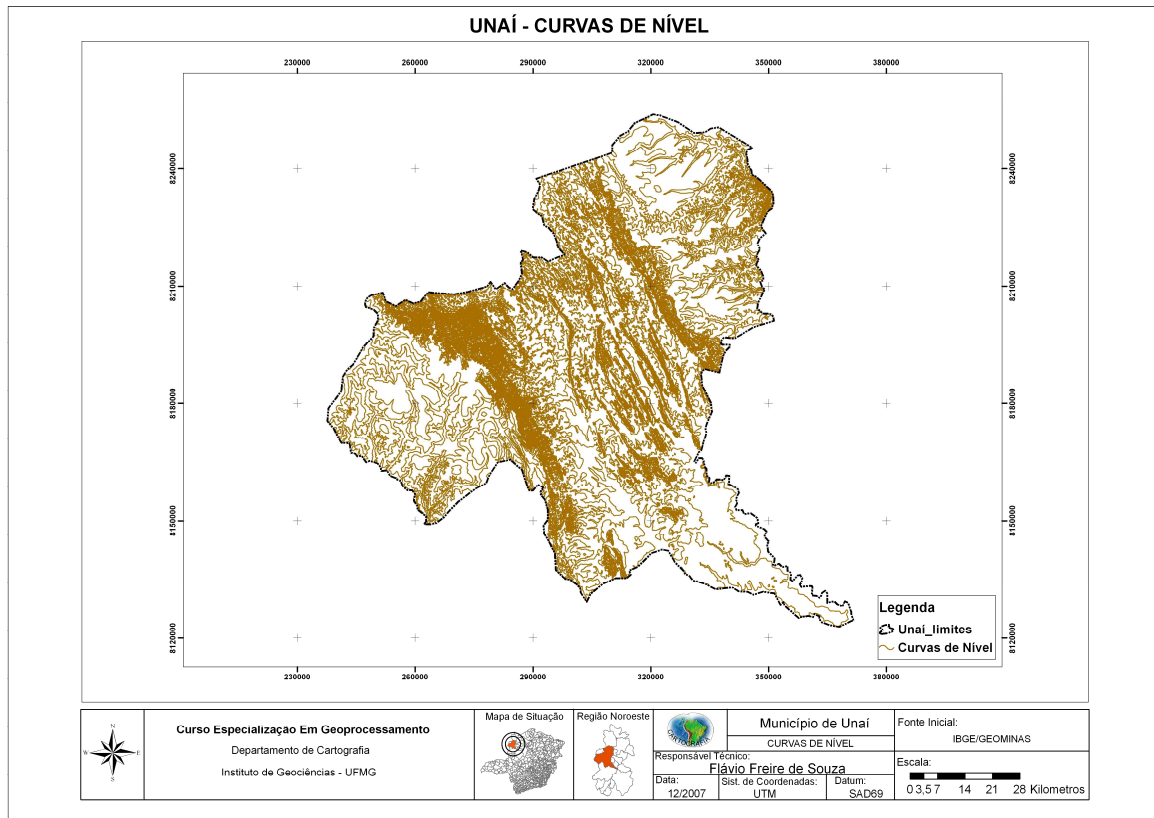 UNAÍ - CURVAS DE NÍVEL
230000 260000 290000 320000 350000 380000
8240000 8240000
8210000 8210000
8180000 8180000
8150000 8150000
8120000 8120000
Legenda
Unaí_limites
Curvas de Nível
230000 260000 290000 320000 350000 380000
N
W E
S
Curso Especialização Em Geoprocessamento
Departamento de Cartografia
Instituto de Geociências - UFMG
Mapa de Situação
Região Noroeste
CARTOGRAFIA
Município de Unaí
CURVAS DE NÍVEL
Responsável Técnico:
Flávio Freire de Souza
Data:
12/2007
Sist. de Coordenadas:
UTM
Datum:
SAD69
Fonte Inicial:
IBGE/GEOMINAS
Escala:
0 3,5 7 14 21 28 Kilometros